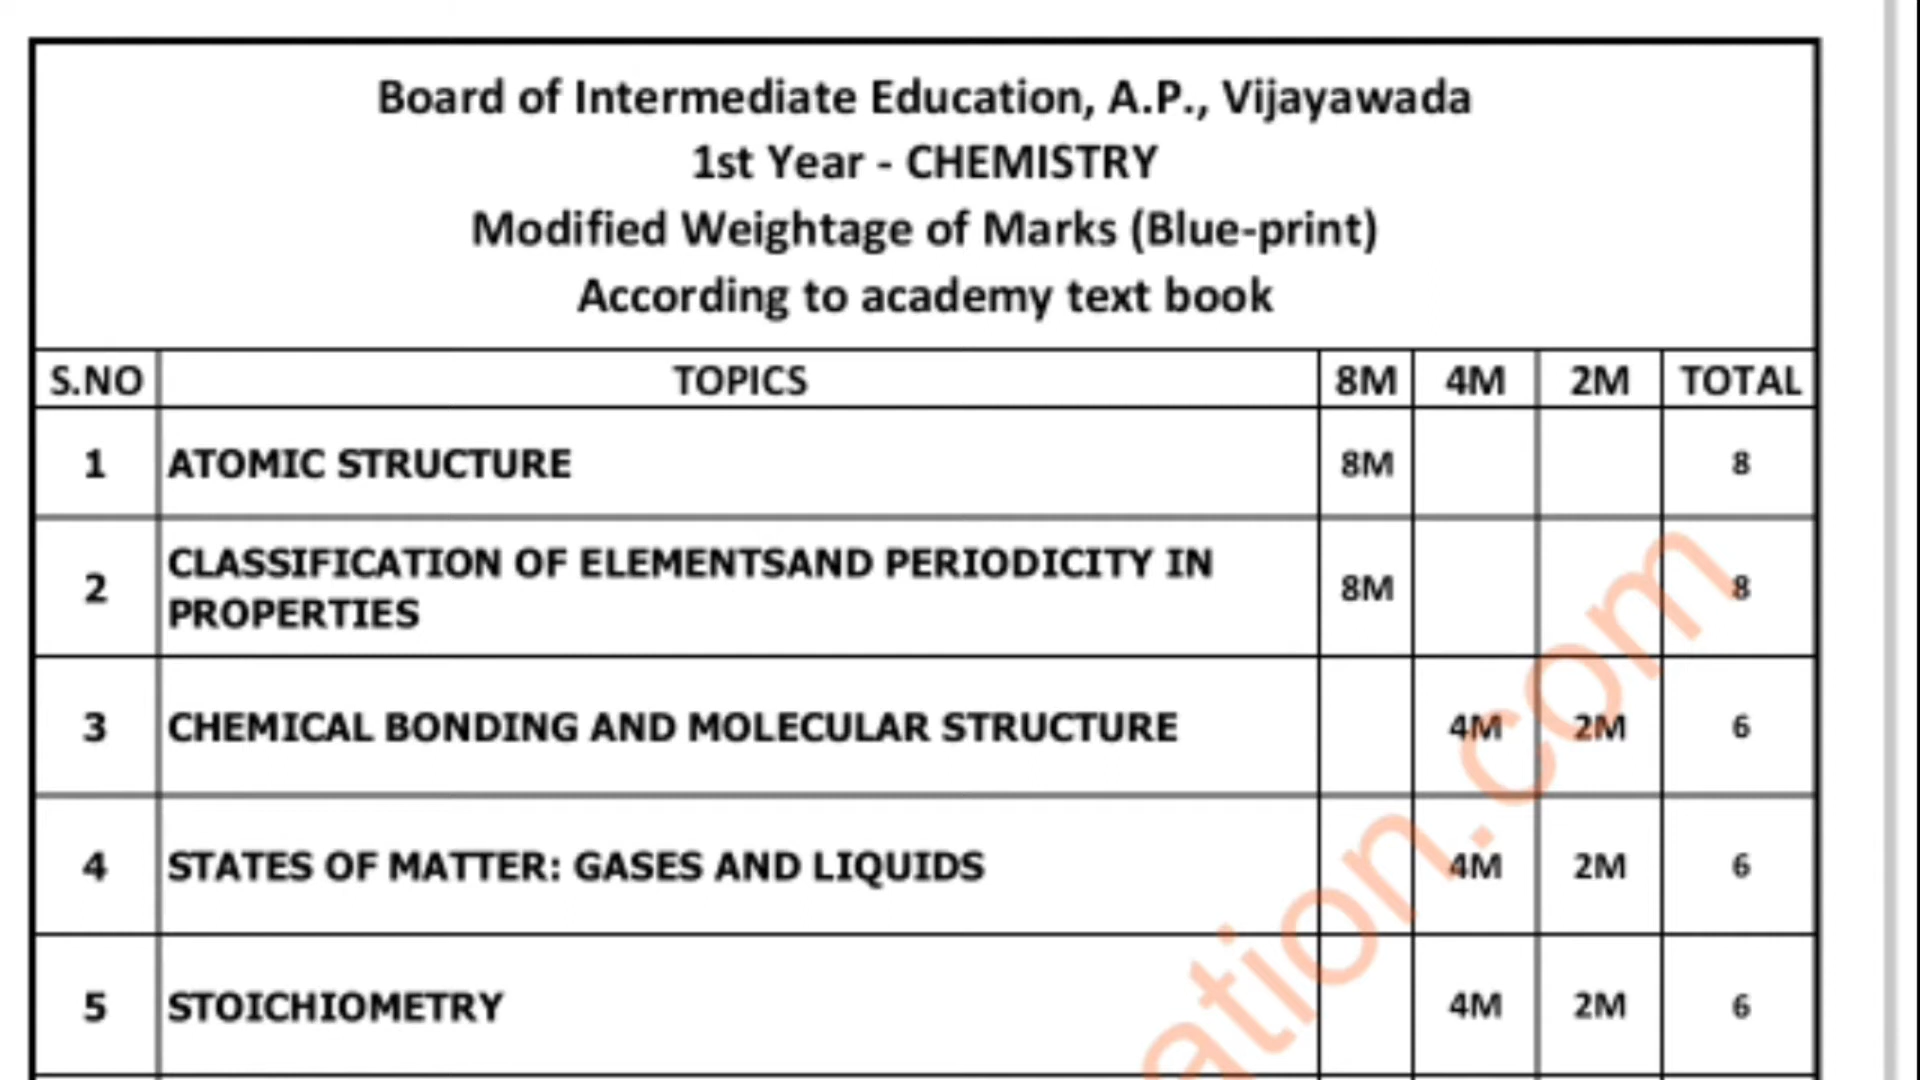 Board of Intermediate Education, A.P., Vijayawada
1st Year - CHEMISTRY
Modified Weightage of Marks (Blue-print)
According to academy text book
S.NO TOPICS 8M 4M 2M TOTAL
1 ATOMIC STRUCTURE 8M 8
2 CLASSIFICATION OF ELEMENTSAND PERIODICITY IN
PROPERTIES 8M 8
3 CHEMICAL BONDING AND MOLECULAR STRUCTURE 4M 2M 6
4 STATES OF MATTER: GASES AND LIQUIDS 4M 2M 6
5 STOICHIOMETRY 4M 2M 6
ation.com